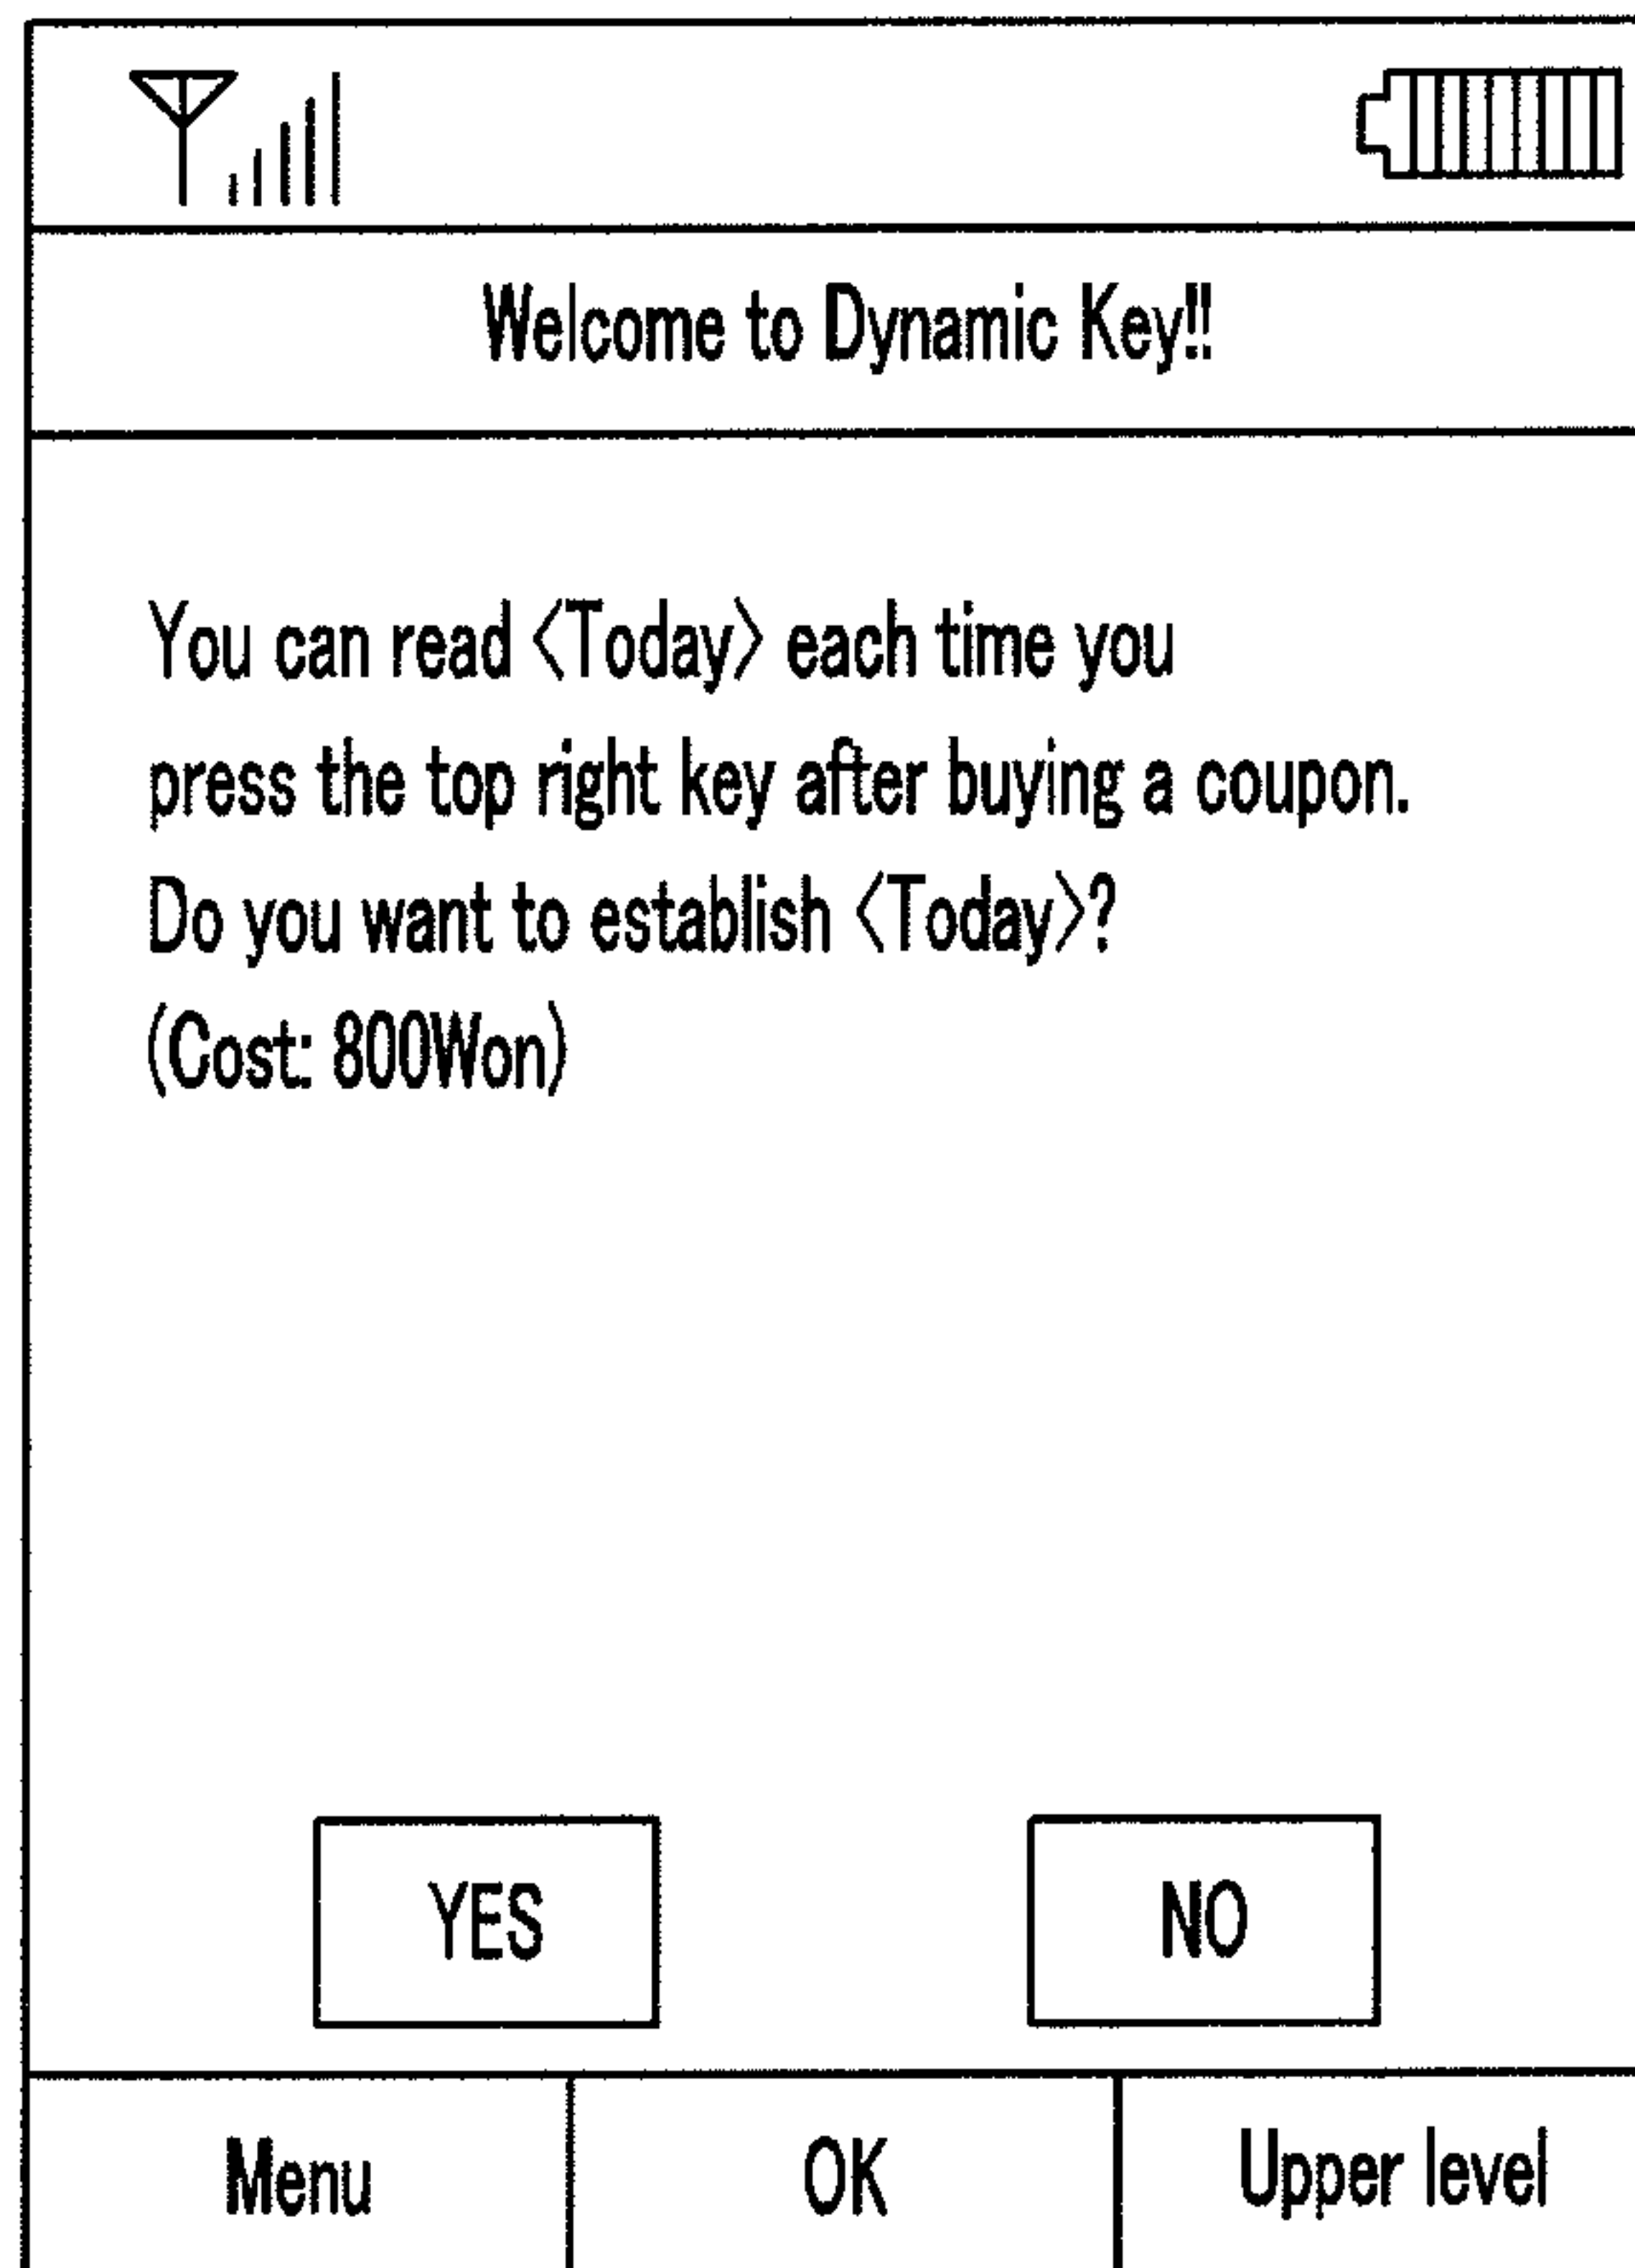 Welcome to Dynamic Key!!
You can read <Today> each time you
press the top right key after buying a coupon.
Do you want to establish <Today>?
(Cost: 800Won)
YES NO
Menu OK Upper level